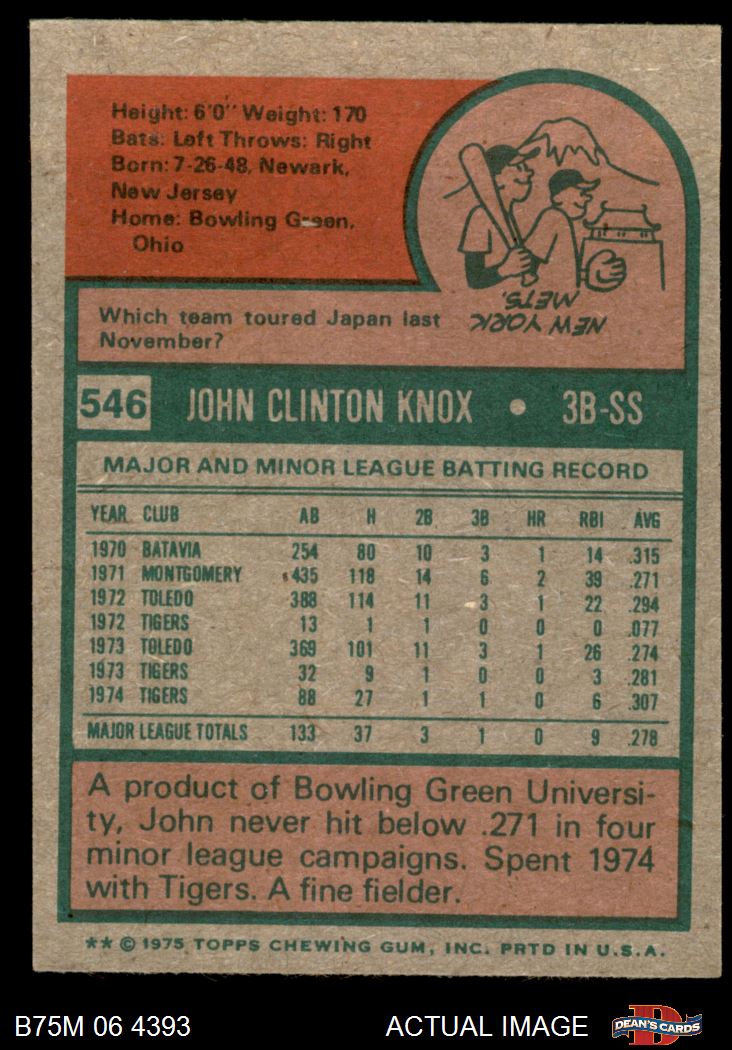 Height: 6'0" Weight: 170
Bats: Left Throws: Right
Born: 7-26-48, Newark,
New Jersey
Home: Bowling Green,
Ohio
Which team toured Japan last
November?
NEW YORK
METS.
546 JOHN CLINTON KNOX • 3B-SS
MAJOR AND MINOR LEAGUE BATTING RECORD
YEAR CLUB AB H 2B 3B HR RBI AVG
1970 BATAVIA 254 80 10 3 1 14 .315
1971 MONTGOMERY 435 118 14 6 2 39 .271
1972 TOLEDO 388 114 11 3 1 22 .294
1972 TIGERS 13 1 1 0 0 0 .077
1973 TOLEDO 369 101 11 3 1 26 .274
1973 TIGERS 32 9 1 0 0 3 .281
1974 TIGERS 88 27 1 1 0 6 .307
MAJOR LEAGUE TOTALS 133 37 3 1 0 9 .278
A product of Bowling Green Universi-
ty, John never hit below .271 in four
minor league campaigns. Spent 1974
with Tigers. A fine fielder.
** © 1975 TOPPS CHEWING GUM, INC. PRTD IN U.S.A.
B75M 06 4393 ACTUAL IMAGE D DEAN'S CARDS